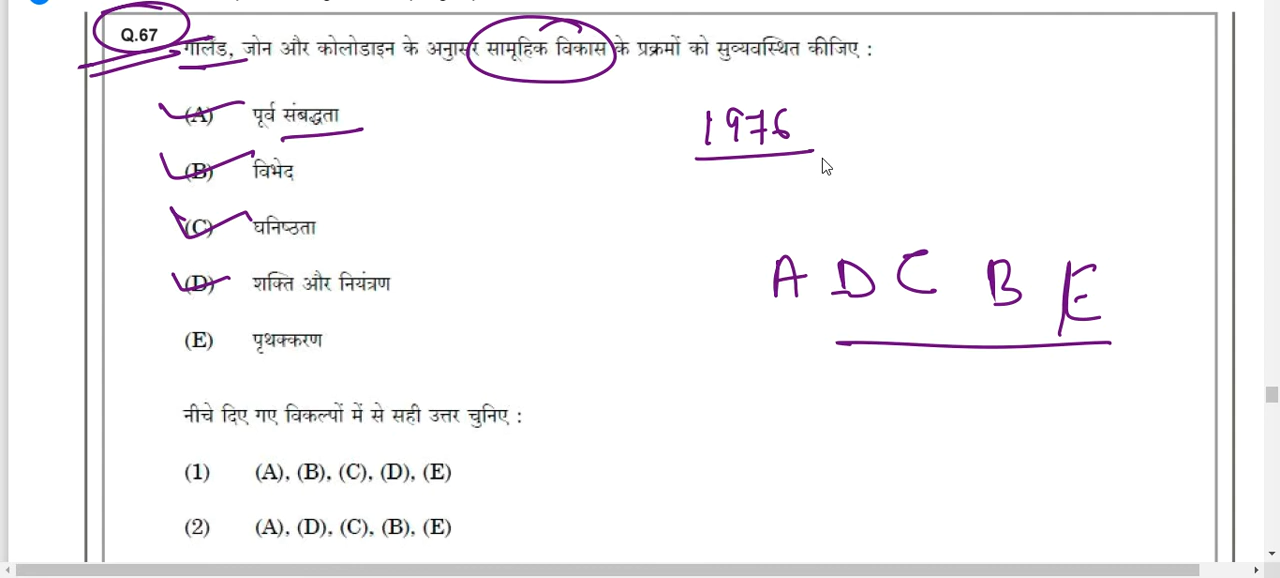 Q.67
गार्लैंड, जोन और कोलोडाइन के अनुासर सामूहिक विकास के प्रक्रमों को सुव्यवस्थित कीजिए :
(A) पूर्व संबद्धता
1976
(B) विभेद
(C) घनिष्ठता
(D) शक्ति और नियंत्रण
A D C B E
(E) पृथक्करण
नीचे दिए गए विकल्पों में से सही उत्तर चुनिए :
(1) (A), (B), (C), (D), (E)
(2) (A), (D), (C), (B), (E)